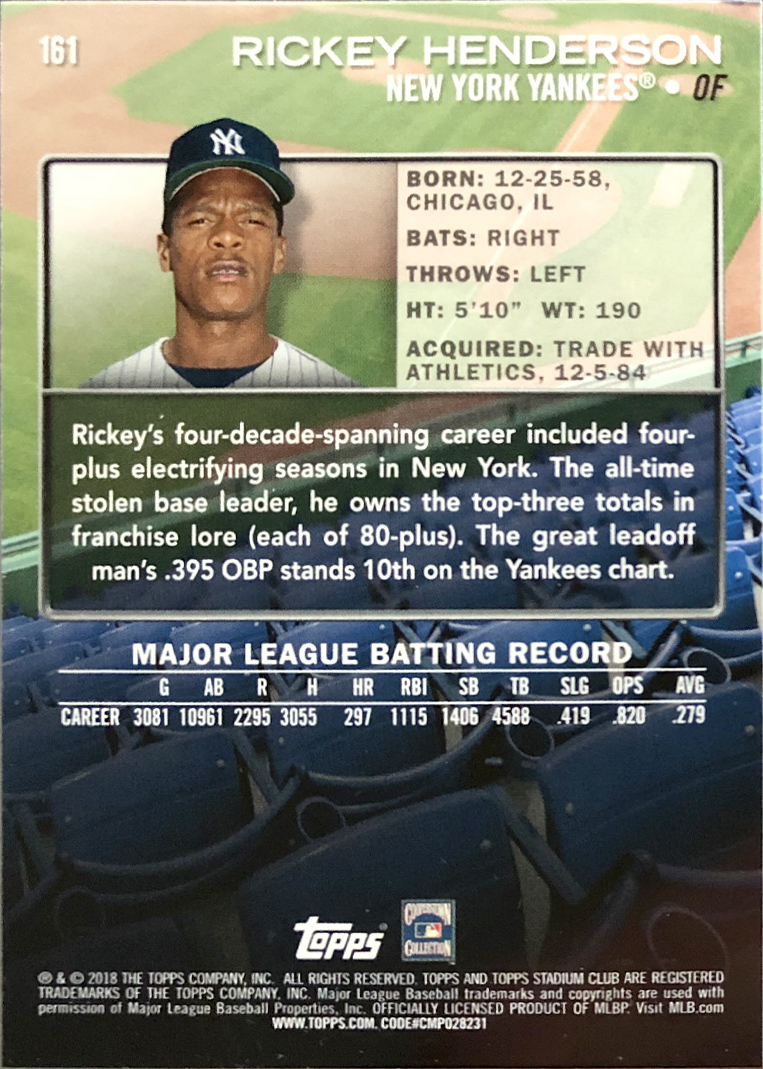 161
RICKEY HENDERSON
NEW YORK YANKEES® • OF
NY
BORN: 12-25-58,
CHICAGO, IL
BATS: RIGHT
THROWS: LEFT
HT: 5'10" WT: 190
ACQUIRED: TRADE WITH
ATHLETICS, 12-5-84
Rickey's four-decade-spanning career included four-
plus electrifying seasons in New York. The all-time
stolen base leader, he owns the top-three totals in
franchise lore (each of 80-plus). The great leadoff
man's .395 OBP stands 10th on the Yankees chart.
MAJOR LEAGUE BATTING RECORD
G AB R H HR RBI SB TB SLG OPS AVG
CAREER 3081 10961 2295 3055 297 1115 1406 4588 .419 .820 .279
Topps®
COOPERSTOWN
COLLECTION
® & © 2018 THE TOPPS COMPANY, INC. ALL RIGHTS RESERVED. TOPPS AND TOPPS STADIUM CLUB ARE REGISTERED
TRADEMARKS OF THE TOPPS COMPANY, INC. Major League Baseball trademarks and copyrights are used with
permission of Major League Baseball Properties, Inc. OFFICIALLY LICENSED PRODUCT OF MLBP. Visit MLB.com
WWW.TOPPS.COM. CODE#CMP028231